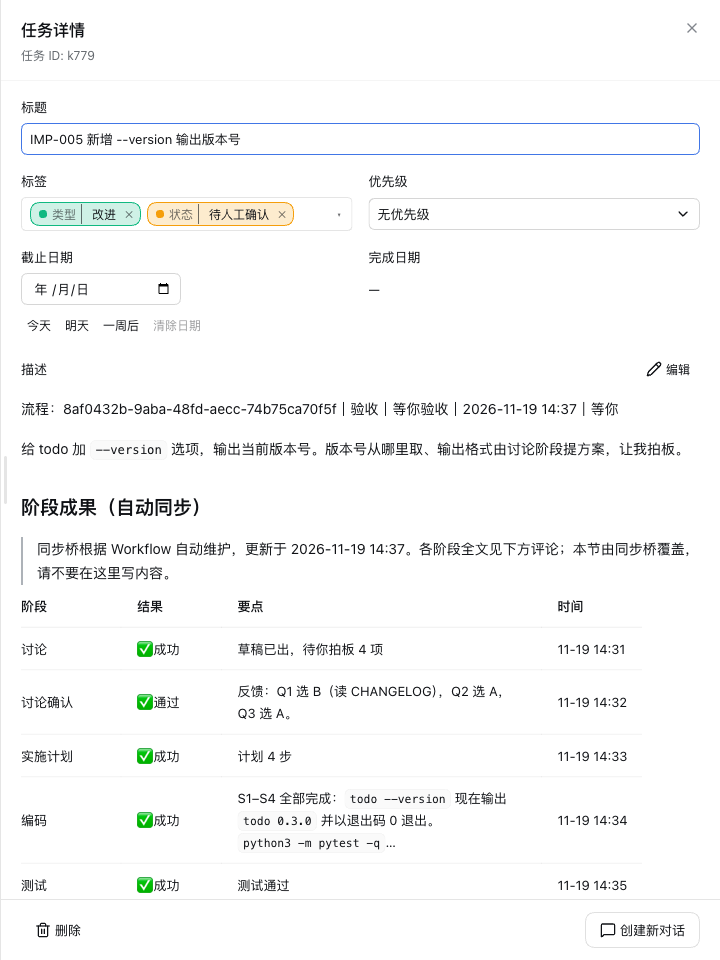 任务详情
任务 ID: k779
标题
IMP-005 新增 --version 输出版本号
标签
优先级
类型 改进 × 状态 待人工确认 ×
无优先级
截止日期
完成日期
年 /月/日
—
今天 明天 一周后 清除日期
描述
编辑
流程：8af0432b-9aba-48fd-aecc-74b75ca70f5f | 验收 | 等你验收 | 2026-11-19 14:37 | 等你
给 todo 加 --version 选项，输出当前版本号。版本号从哪里取、输出格式由讨论阶段提方案，让我拍板。
阶段成果（自动同步）
同步桥根据 Workflow 自动维护，更新于 2026-11-19 14:37。各阶段全文见下方评论；本节由同步桥覆盖，
请不要在这里写内容。
阶段 结果 要点 时间
讨论 ✅成功 草稿已出，待你拍板 4 项 11-19 14:31
讨论确认 ✅通过 反馈：Q1 选 B（读 CHANGELOG），Q2 选 A，
Q3 选 A。 11-19 14:32
实施计划 ✅成功 计划 4 步 11-19 14:33
编码 ✅成功 S1–S4 全部完成： todo --version 现在输出
todo 0.3.0 并以退出码 0 退出。 11-19 14:34
python3 -m pytest -q ...
测试 ✅成功 测试通过 11-19 14:35
删除
创建新对话